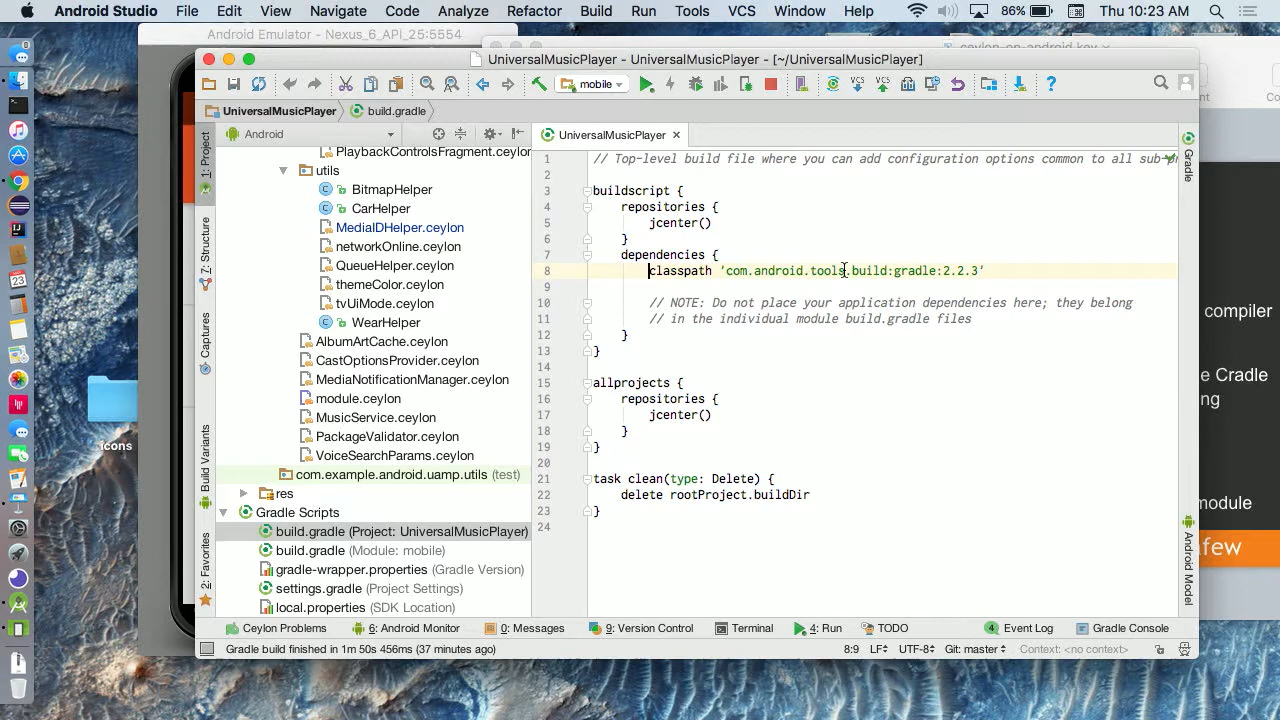 Android Studio File Edit View Navigate Code Analyze Refactor Build Run Tools VCS Window Help 86% Thu 10:23 AM
Android Emulator - Nexus_6_API_25:5554
ceylon-on-android.key
UniversalMusicPlayer - UniversalMusicPlayer - [~/UniversalMusicPlayer]
mobile
UniversalMusicPlayer build.gradle
Android
UniversalMusicPlayer
1: Project
7: Structure
Captures
Build Variants
2: Favorites
PlaybackControlsFragment.ceylon
utils
BitmapHelper
CarHelper
MediaIDHelper.ceylon
networkOnline.ceylon
QueueHelper.ceylon
themeColor.ceylon
tvUiMode.ceylon
WearHelper
AlbumArtCache.ceylon
CastOptionsProvider.ceylon
MediaNotificationManager.ceylon
module.ceylon
MusicService.ceylon
PackageValidator.ceylon
VoiceSearchParams.ceylon
com.example.android.uamp.utils (test)
res
Gradle Scripts
build.gradle (Project: UniversalMusicPlayer)
build.gradle (Module: mobile)
gradle-wrapper.properties (Gradle Version)
settings.gradle (Project Settings)
local.properties (SDK Location)
1 // Top-level build file where you can add configuration options common to all sub-pr
2
3 buildscript {
4 repositories {
5 jcenter()
6 }
7 dependencies {
8 classpath 'com.android.tools.build:gradle:2.2.3'
9
10 // NOTE: Do not place your application dependencies here; they belong
11 // in the individual module build.gradle files
12 }
13 }
14
15 allprojects {
16 repositories {
17 jcenter()
18 }
19 }
20
21 task clean(type: Delete) {
22 delete rootProject.buildDir
23 }
24
Gradle
Android Model
Ceylon Problems 6: Android Monitor 0: Messages 9: Version Control Terminal 4: Run TODO 4 Event Log Gradle Console
Gradle build finished in 1m 50s 456ms (37 minutes ago) 8:5 LF UTF-8 Git: master Context: <no context>
icons
nt
Co
compiler
e Cradle
ng
module
few